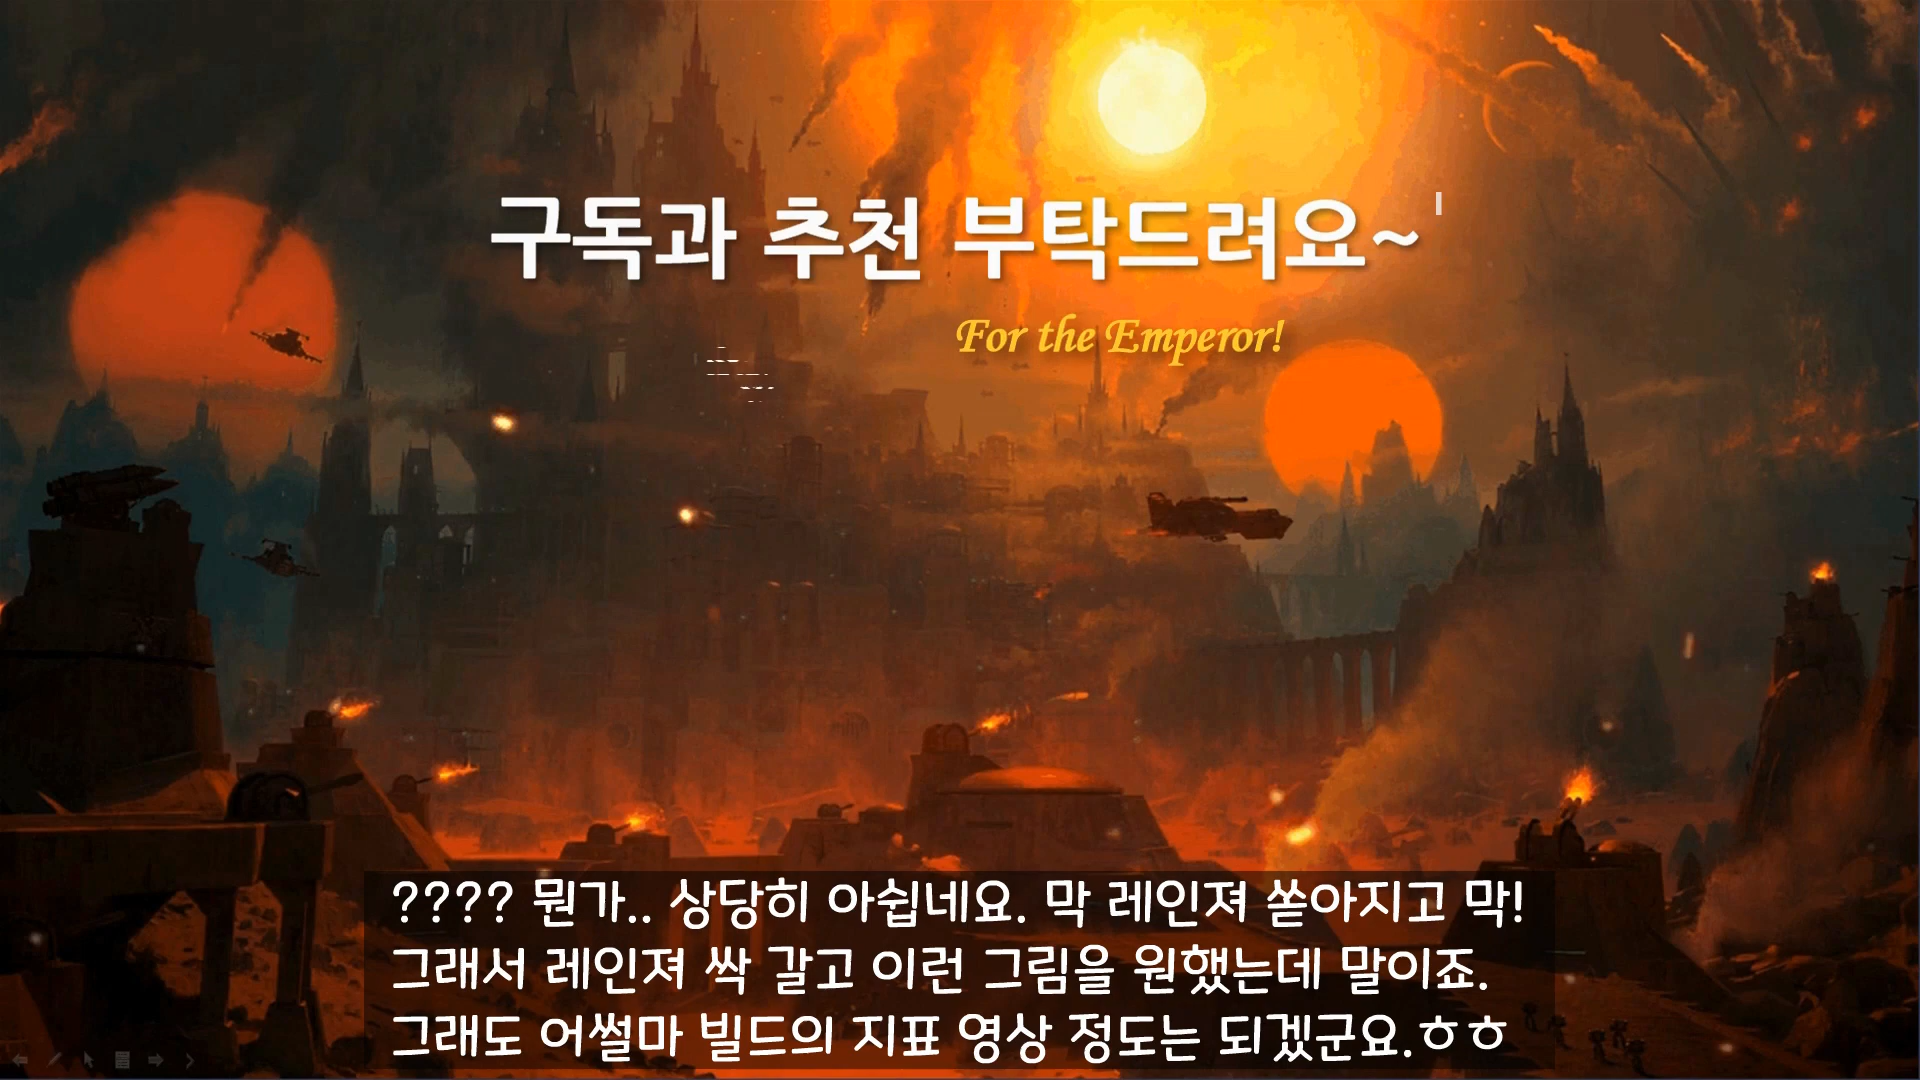 구독과 추천 부탁드려요~
For the Emperor!
???? 뭔가.. 상당히 아쉽네요. 막 레인져 쏟아지고 막!
그래서 레인져 싹 갈고 이런 그림을 원했는데 말이죠.
그래도 어썰마 빌드의 지표 영상 정도는 되겠군요.ㅎㅎ